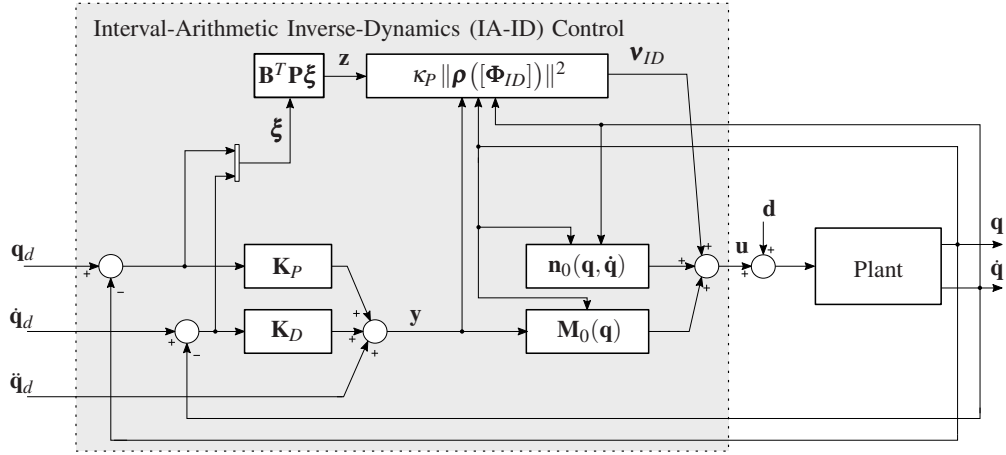 Interval-Arithmetic Inverse-Dynamics (IA-ID) Control
B^T Pξ
z
κ_P ‖ρ([Φ_ID])‖²
ν_ID
ξ
q_d
+
−
K_P
n_0(q, q̇)
+
+
+
u
d
+
+
Plant
q
q̇
q̇_d
+
−
K_D
+
+
+
y
M_0(q)
q̈_d